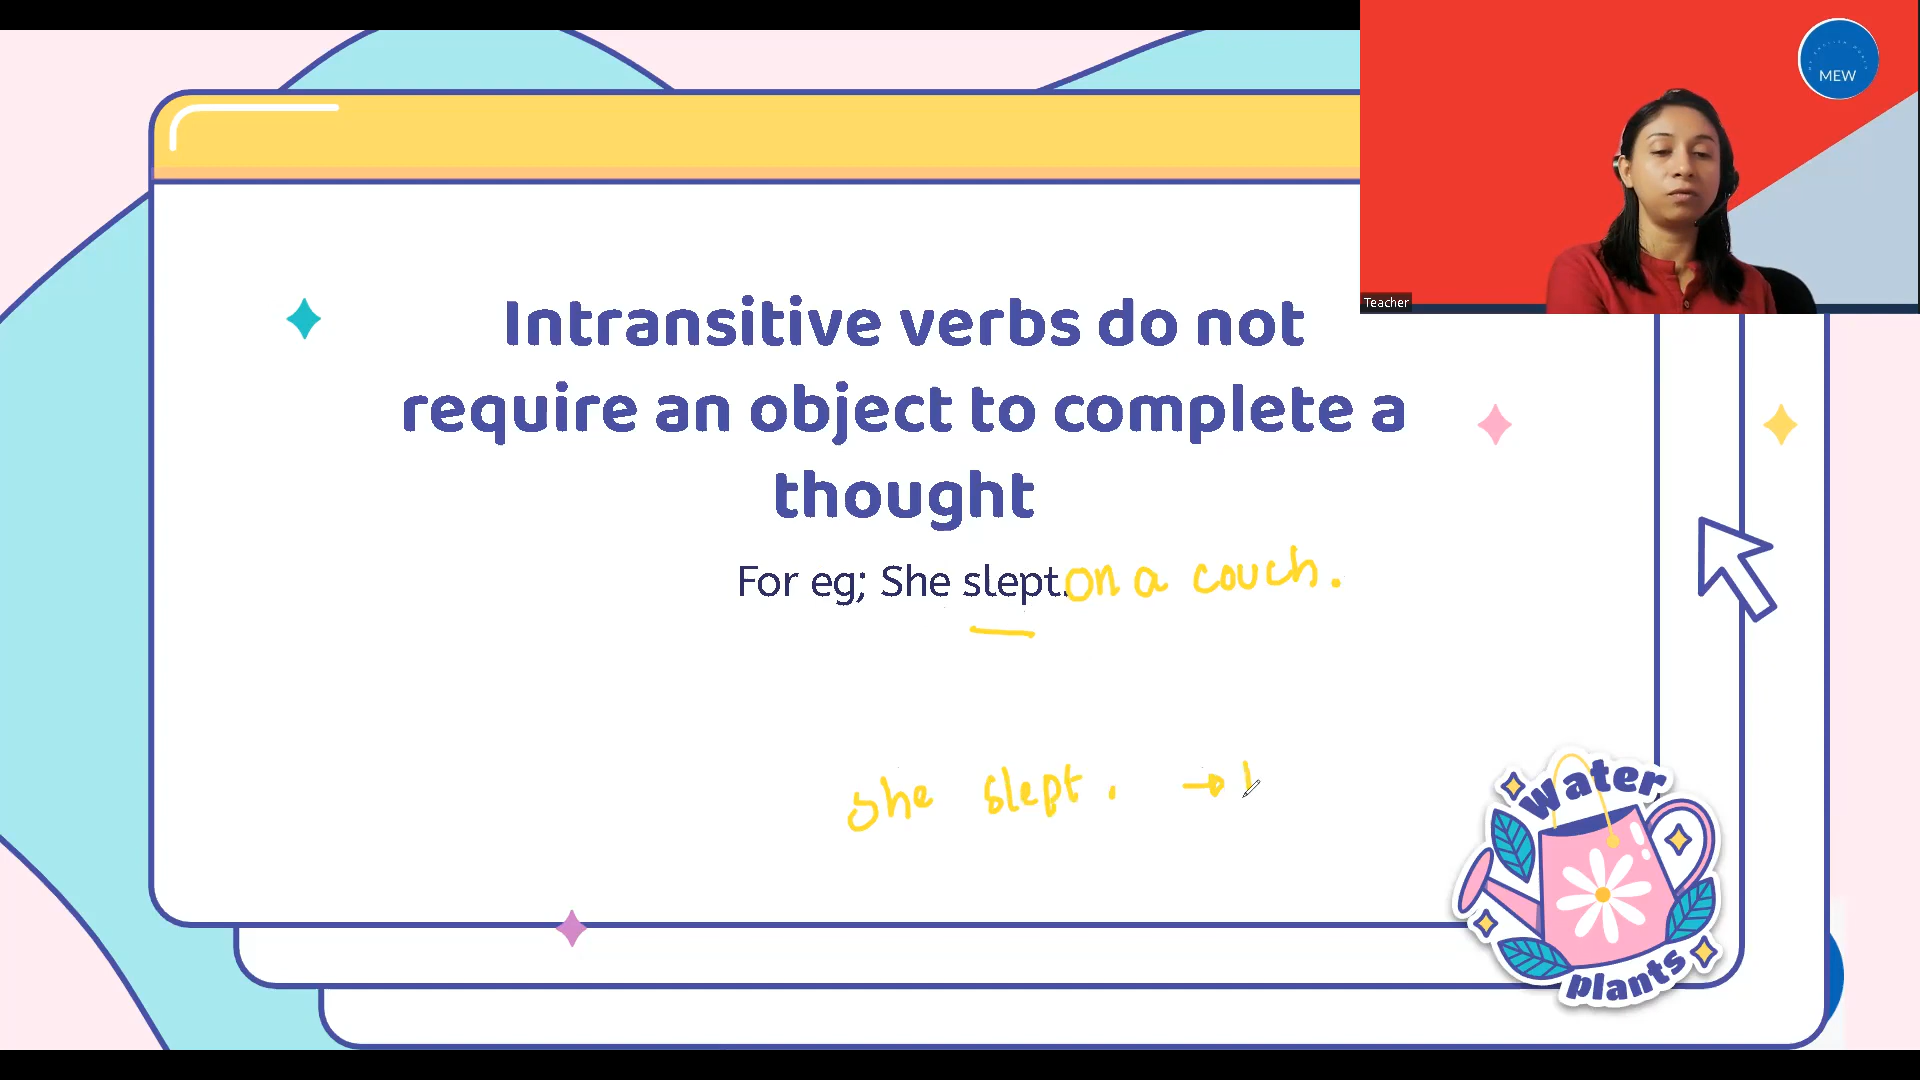 MEW
Teacher
Intransitive verbs do not
require an object to complete a
thought
For eg; She slept. on a couch.
she slept. →
Water
plants